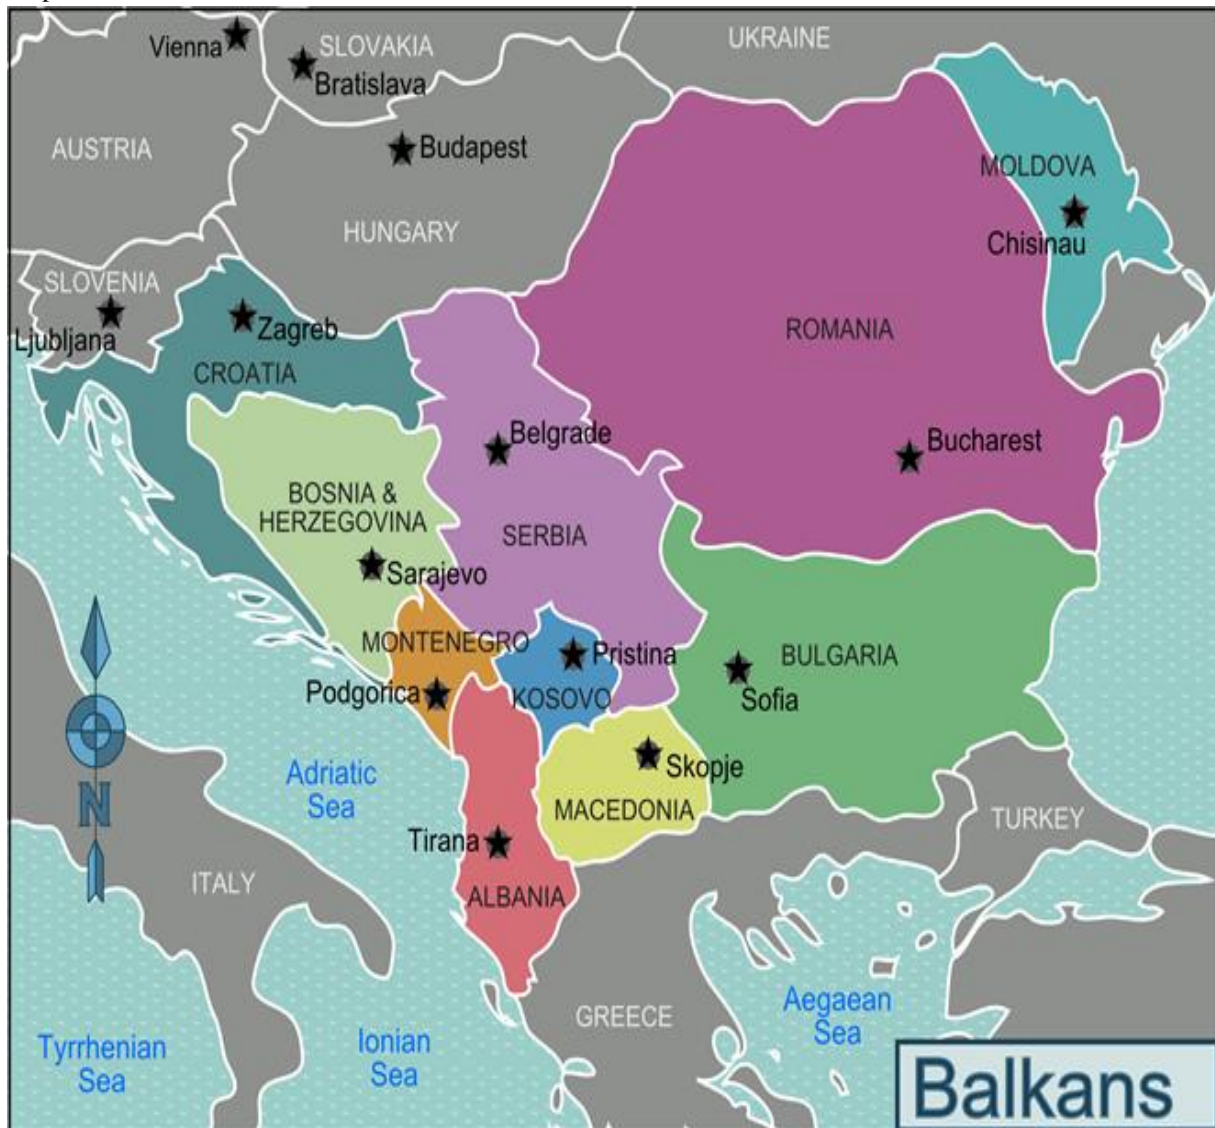 Vienna
SLOVAKIA
Bratislava
UKRAINE
AUSTRIA
Budapest
MOLDOVA
HUNGARY
Chisinau
SLOVENIA
Ljubljana
Zagreb
ROMANIA
CROATIA
Belgrade
Bucharest
BOSNIA &
HERZEGOVINA
SERBIA
Sarajevo
MONTENEGRO
Pristina
BULGARIA
Podgorica
KOSOVO
Sofia
Skopje
Adriatic
Sea
MACEDONIA
TURKEY
N
Tirana
ITALY
ALBANIA
Aegaean
Sea
GREECE
Tyrrhenian
Sea
Ionian
Sea
Balkans